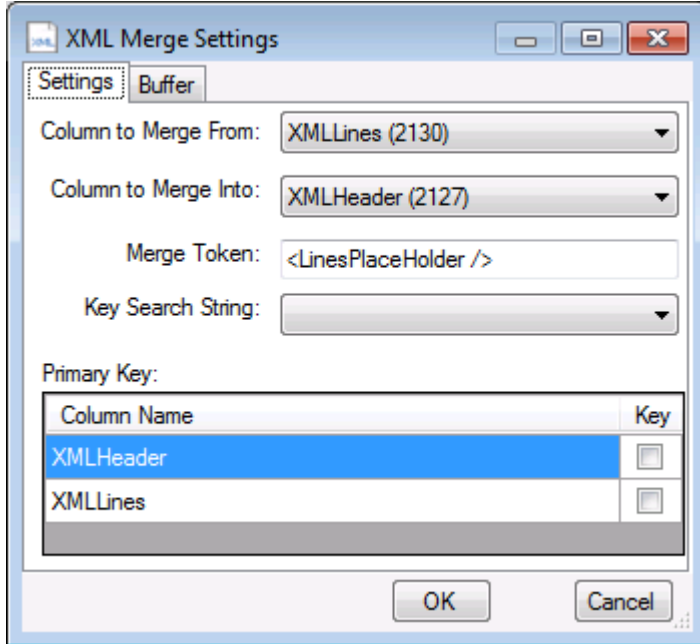 XML Merge Settings
Settings Buffer
Column to Merge From: XMLLines (2130)
Column to Merge Into: XMLHeader (2127)
Merge Token: <LinesPlaceHolder />
Key Search String:
Primary Key:
Column Name Key
XMLHeader
XMLLines
OK Cancel